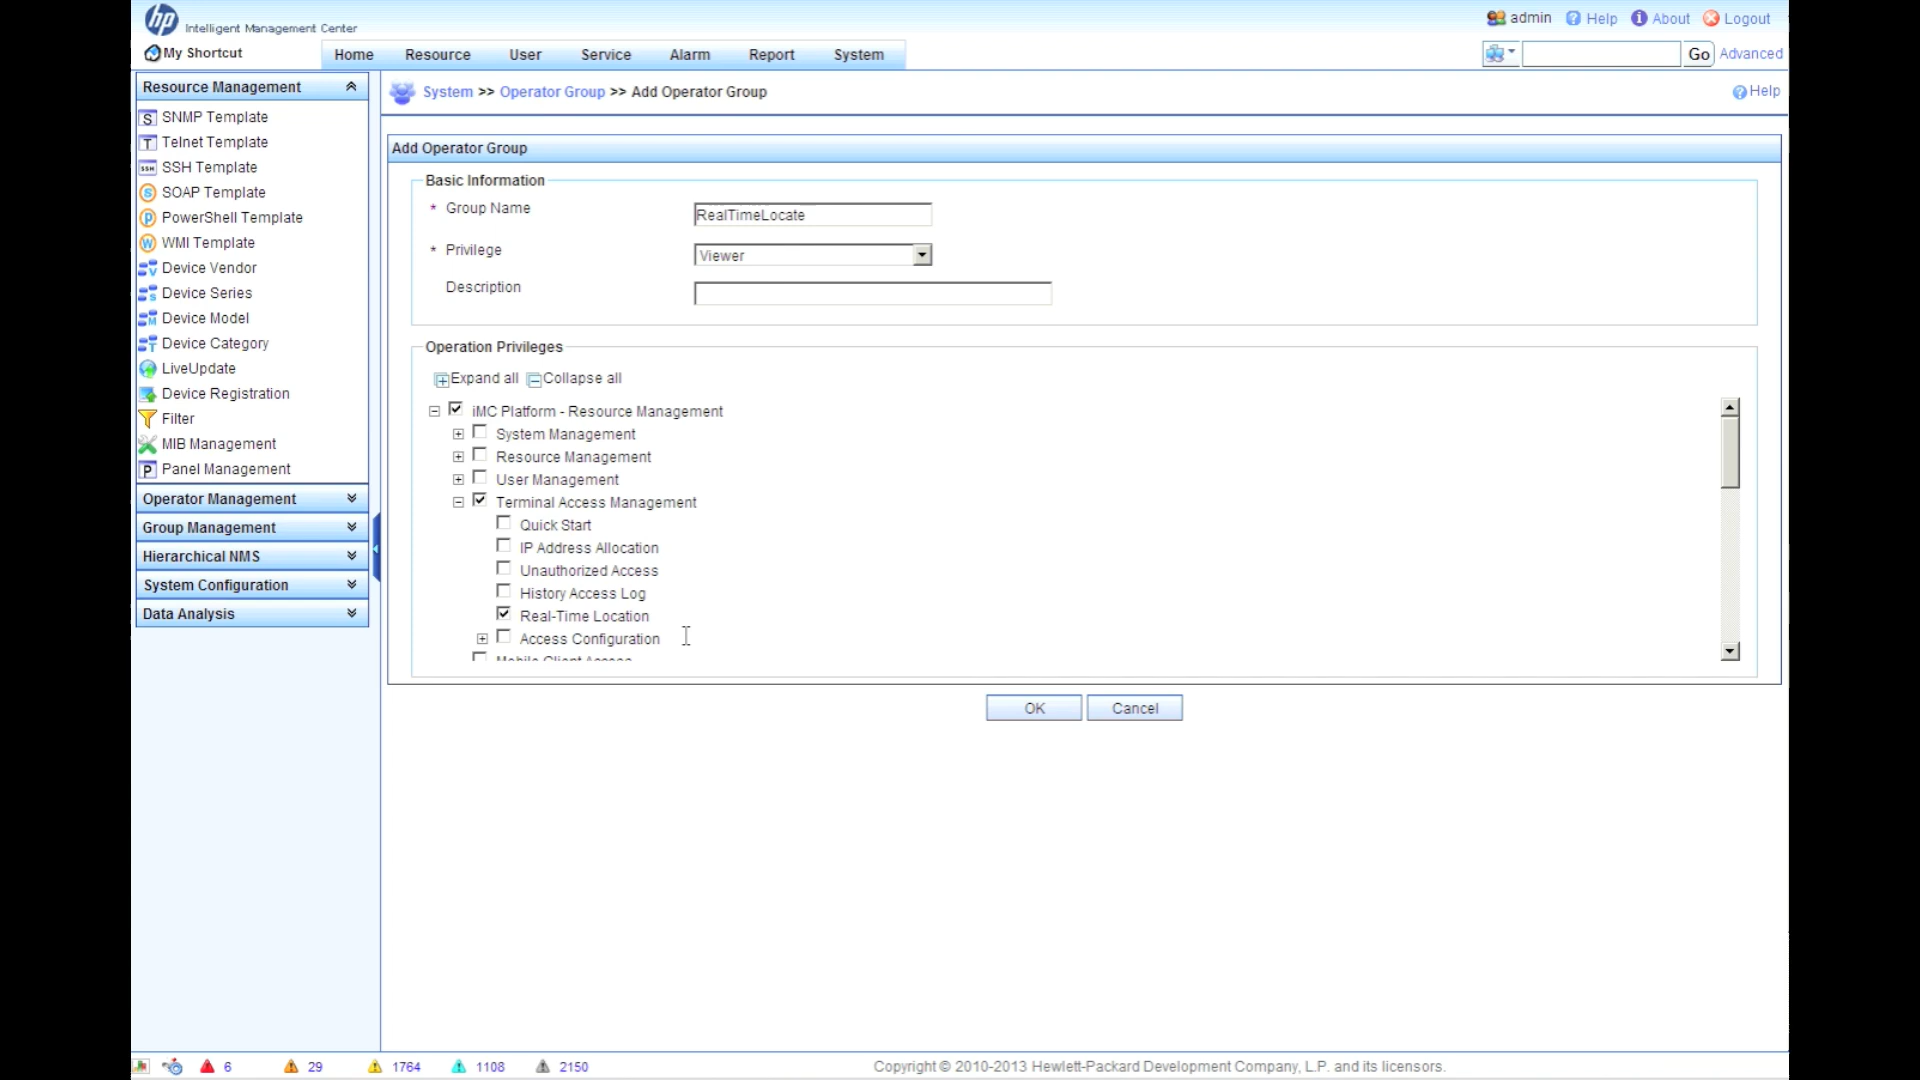 hp Intelligent Management Center
admin Help About Logout
My Shortcut
Home Resource User Service Alarm Report System
Go Advanced
Resource Management
SNMP Template
Telnet Template
SSH Template
SOAP Template
PowerShell Template
WMI Template
Device Vendor
Device Series
Device Model
Device Category
LiveUpdate
Device Registration
Filter
MIB Management
Panel Management
Operator Management
Group Management
Hierarchical NMS
System Configuration
Data Analysis
System >> Operator Group >> Add Operator Group
Help
Add Operator Group
Basic Information
* Group Name RealTimeLocate
* Privilege Viewer
Description
Operation Privileges
Expand all Collapse all
iMC Platform - Resource Management
System Management
Resource Management
User Management
Terminal Access Management
Quick Start
IP Address Allocation
Unauthorized Access
History Access Log
Real-Time Location
Access Configuration
Mobile Client Access
OK Cancel
6 29 1764 1108 2150
Copyright © 2010-2013 Hewlett-Packard Development Company, L.P. and its licensors.